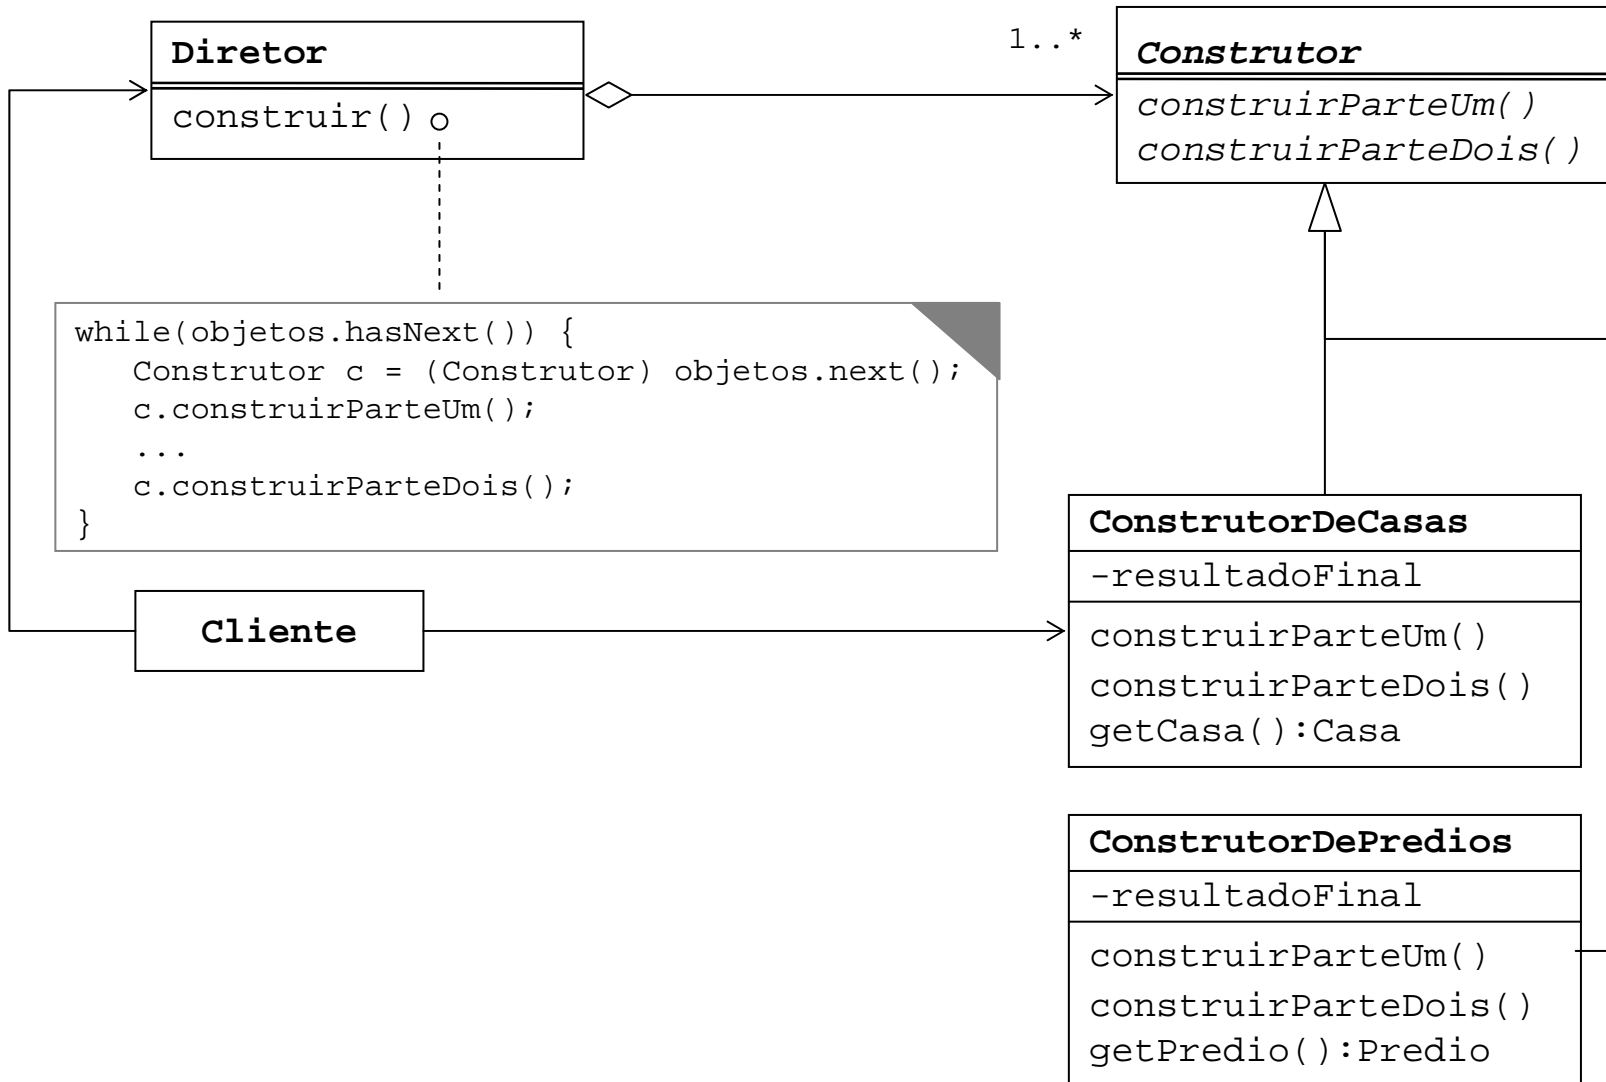 Diretor
construir()
1..*
Construtor
construirParteUm()
construirParteDois()
while(objetos.hasNext()) {
Construtor c = (Construtor) objetos.next();
c.construirParteUm();
...
c.construirParteDois();
}
Cliente
ConstrutorDeCasas
-resultadoFinal
construirParteUm()
construirParteDois()
getCasa():Casa
ConstrutorDePredios
-resultadoFinal
construirParteUm()
construirParteDois()
getPredio():Predio